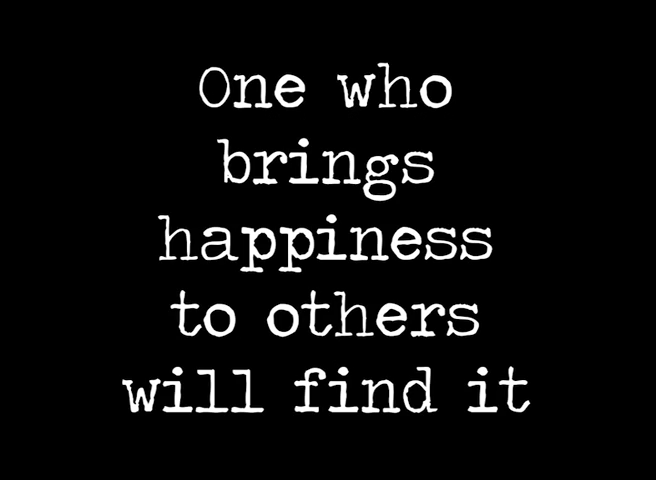 One who
brings
happiness
to others
will find it